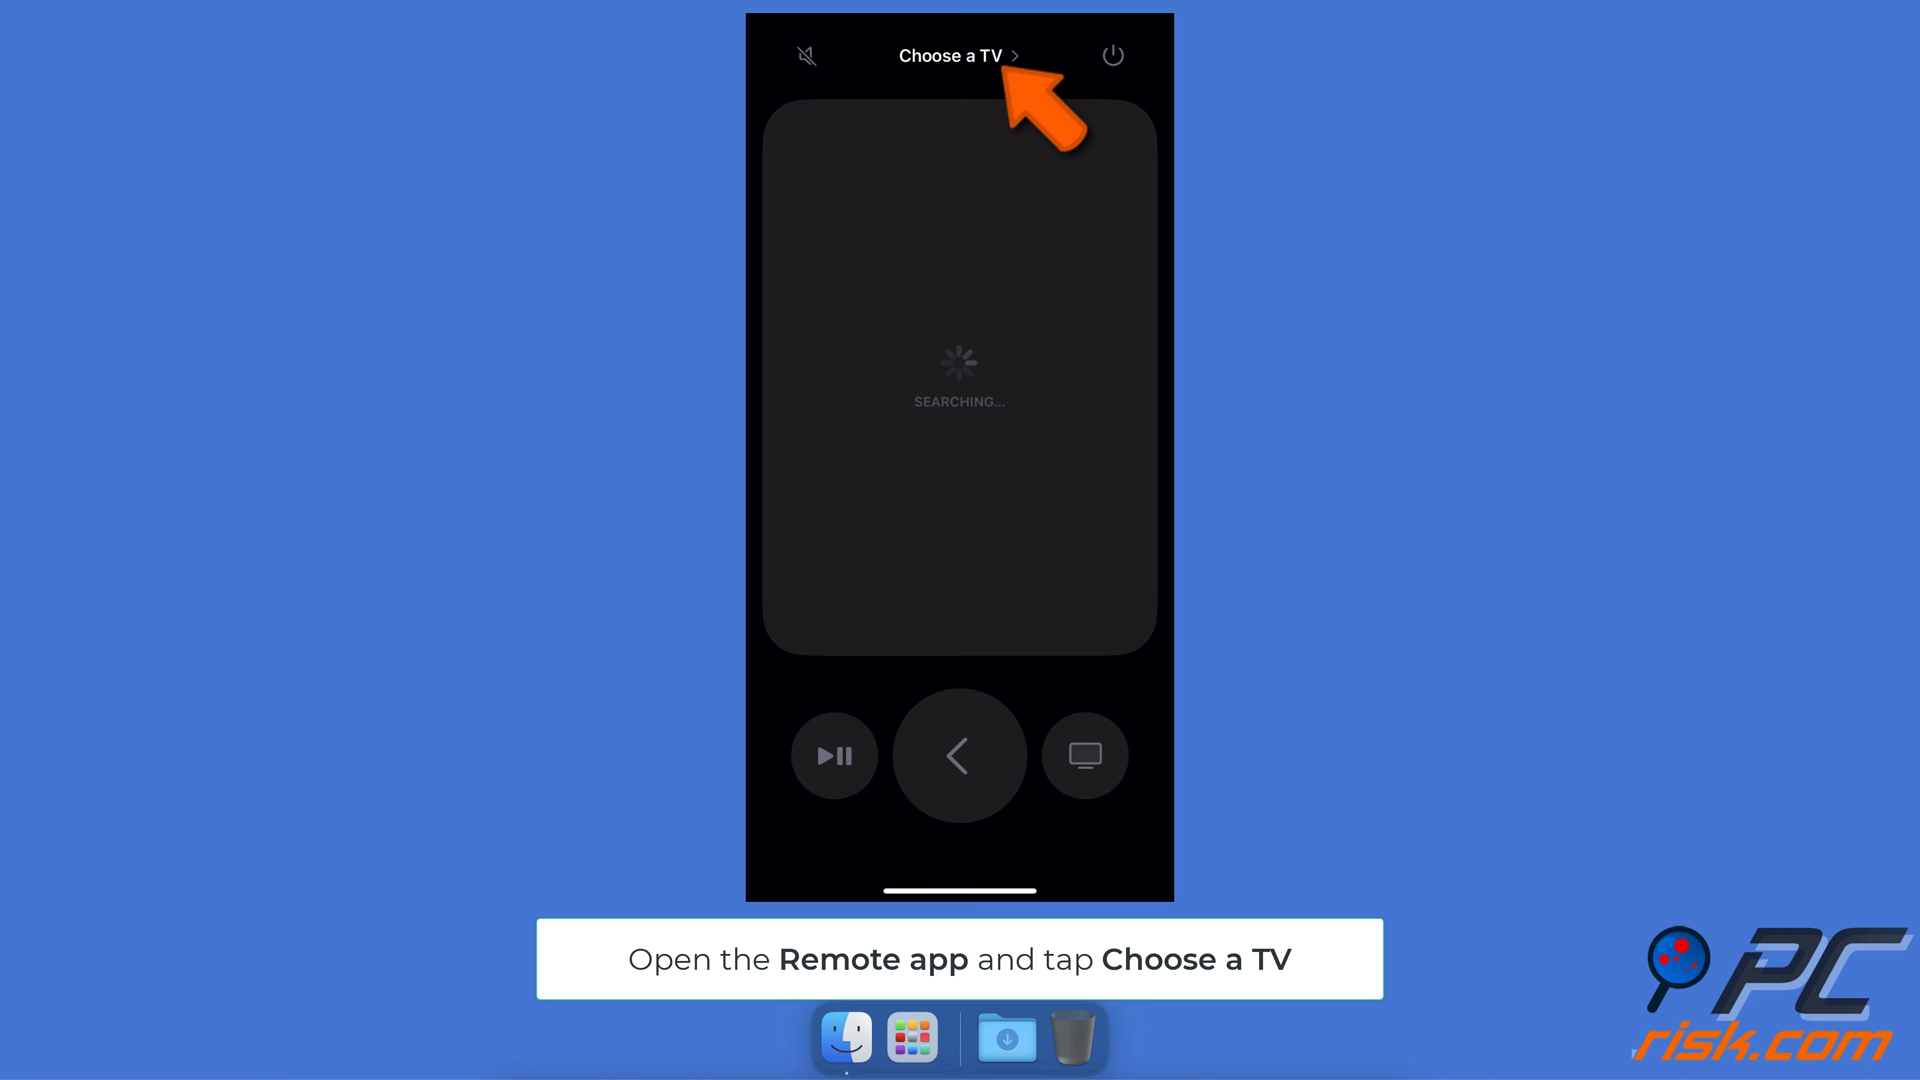 Choose a TV
SEARCHING...
Open the Remote app and tap Choose a TV
PC
risk.com